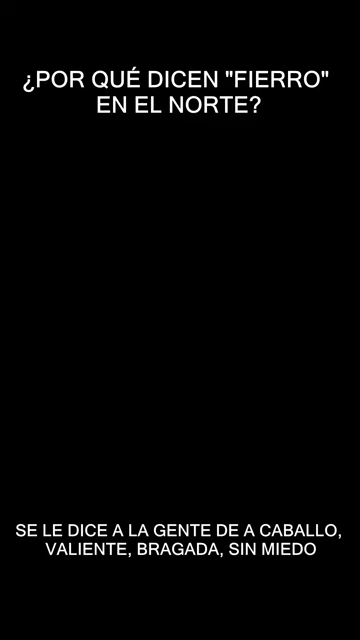 ¿POR QUÉ DICEN "FIERRO"
EN EL NORTE?
SE LE DICE A LA GENTE DE A CABALLO,
VALIENTE, BRAGADA, SIN MIEDO